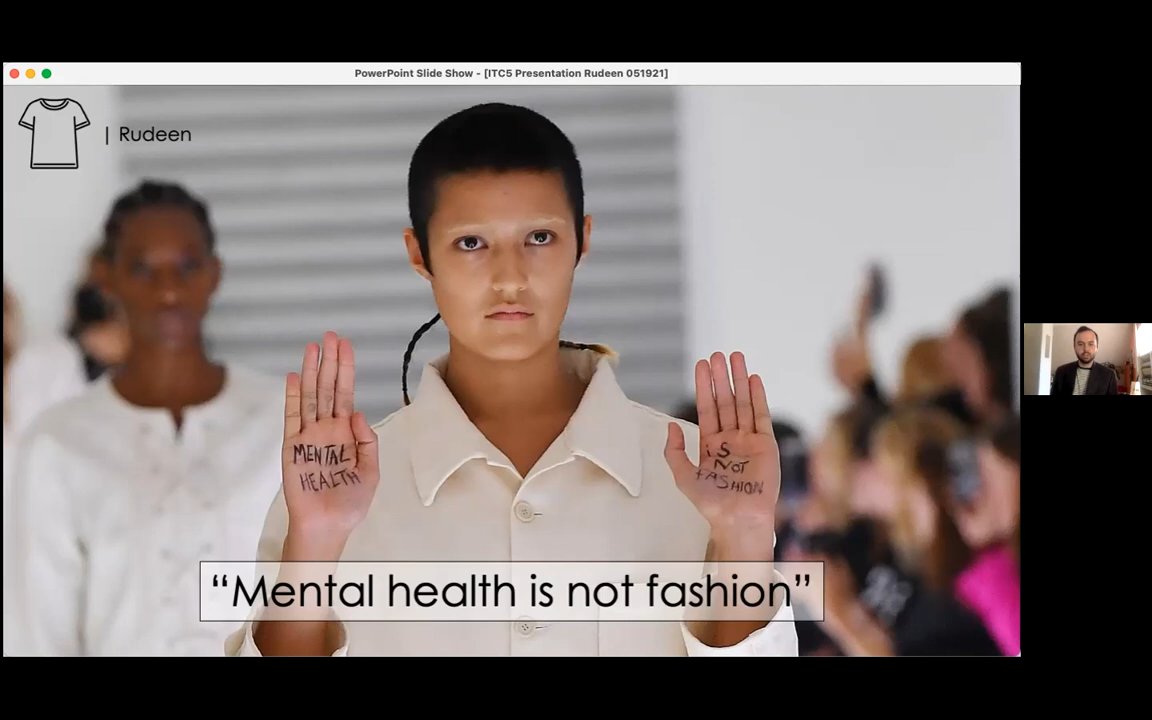 PowerPoint Slide Show - [ITC5 Presentation Rudeen 051921]
| Rudeen
MENTAL
HEALTH
iS
NOT
FASHION
“Mental health is not fashion”